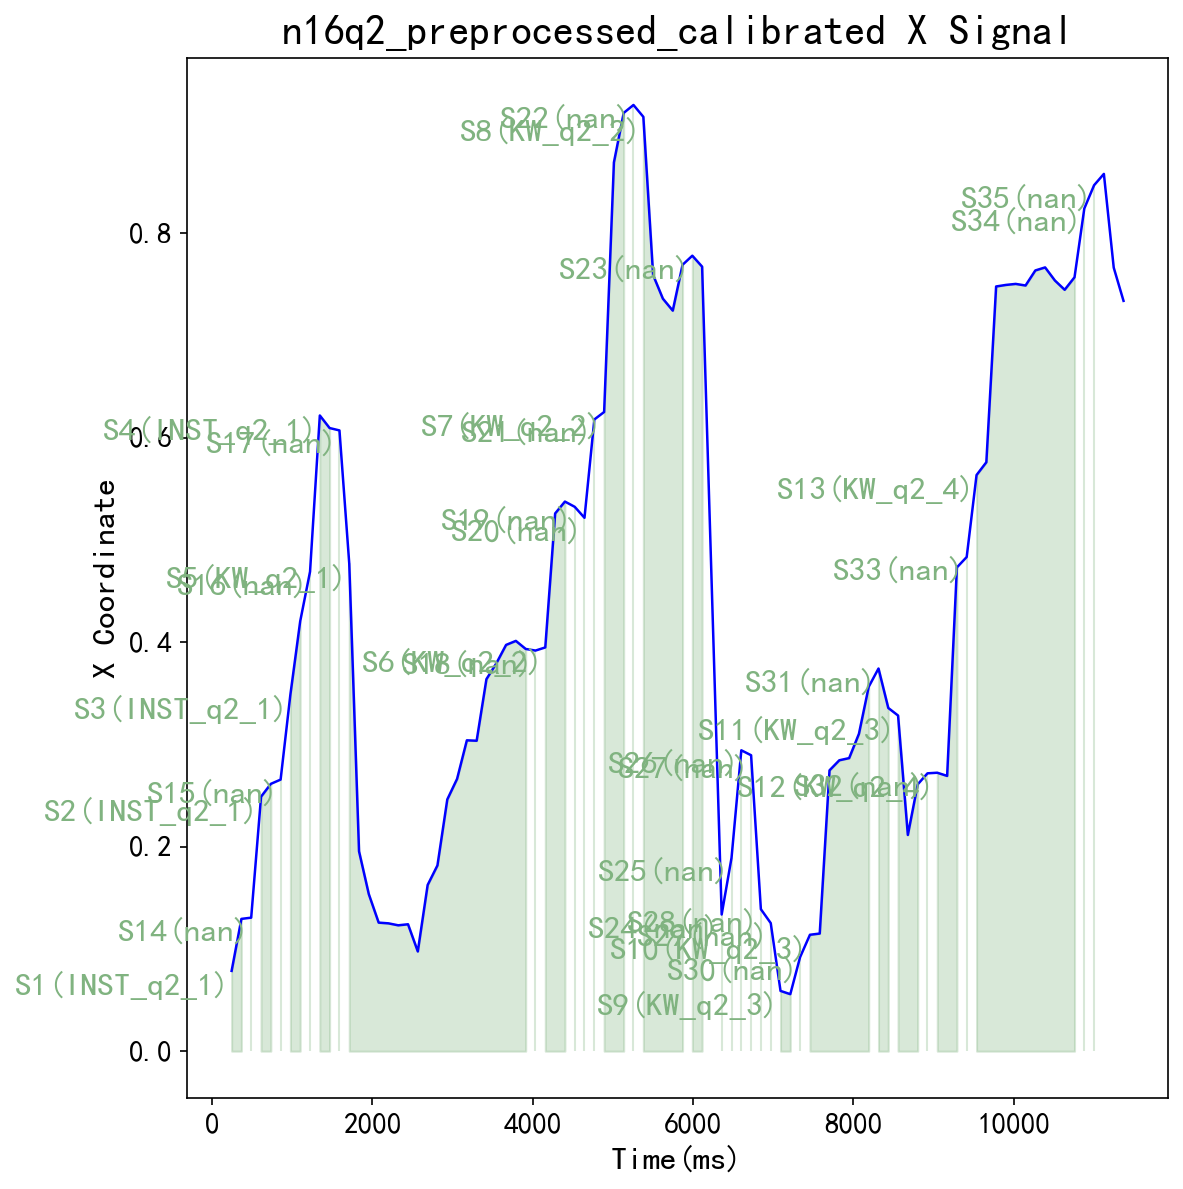 n16q2_preprocessed_calibrated X Signal
S22(nan)
S8(KW_q2_2)
S35(nan)
S34(nan)
0.8
S23(nan)
S4(INST_q2_1)
S17(nan)
0.6
S7(KW_q2_2)
S21(nan)
S13(KW_q2_4)
S19(nan)
S20(nan)
S33(nan)
S5(KW_q2_1)
S16(nan)
X Coordinate
0.4
S6(KW_q2_2)
S18(nan)
S31(nan)
S3(INST_q2_1)
S11(KW_q2_3)
S26(nan)
S27(nan)
S12(KW_q2_4)
S32(nan)
S15(nan)
S2(INST_q2_1)
0.2
S25(nan)
S28(nan)
S24(nan)
S14(nan)
S10(KW_q2_3)
S30(nan)
S1(INST_q2_1)
S9(KW_q2_3)
0.0
0
2000
4000
6000
8000
10000
Time(ms)